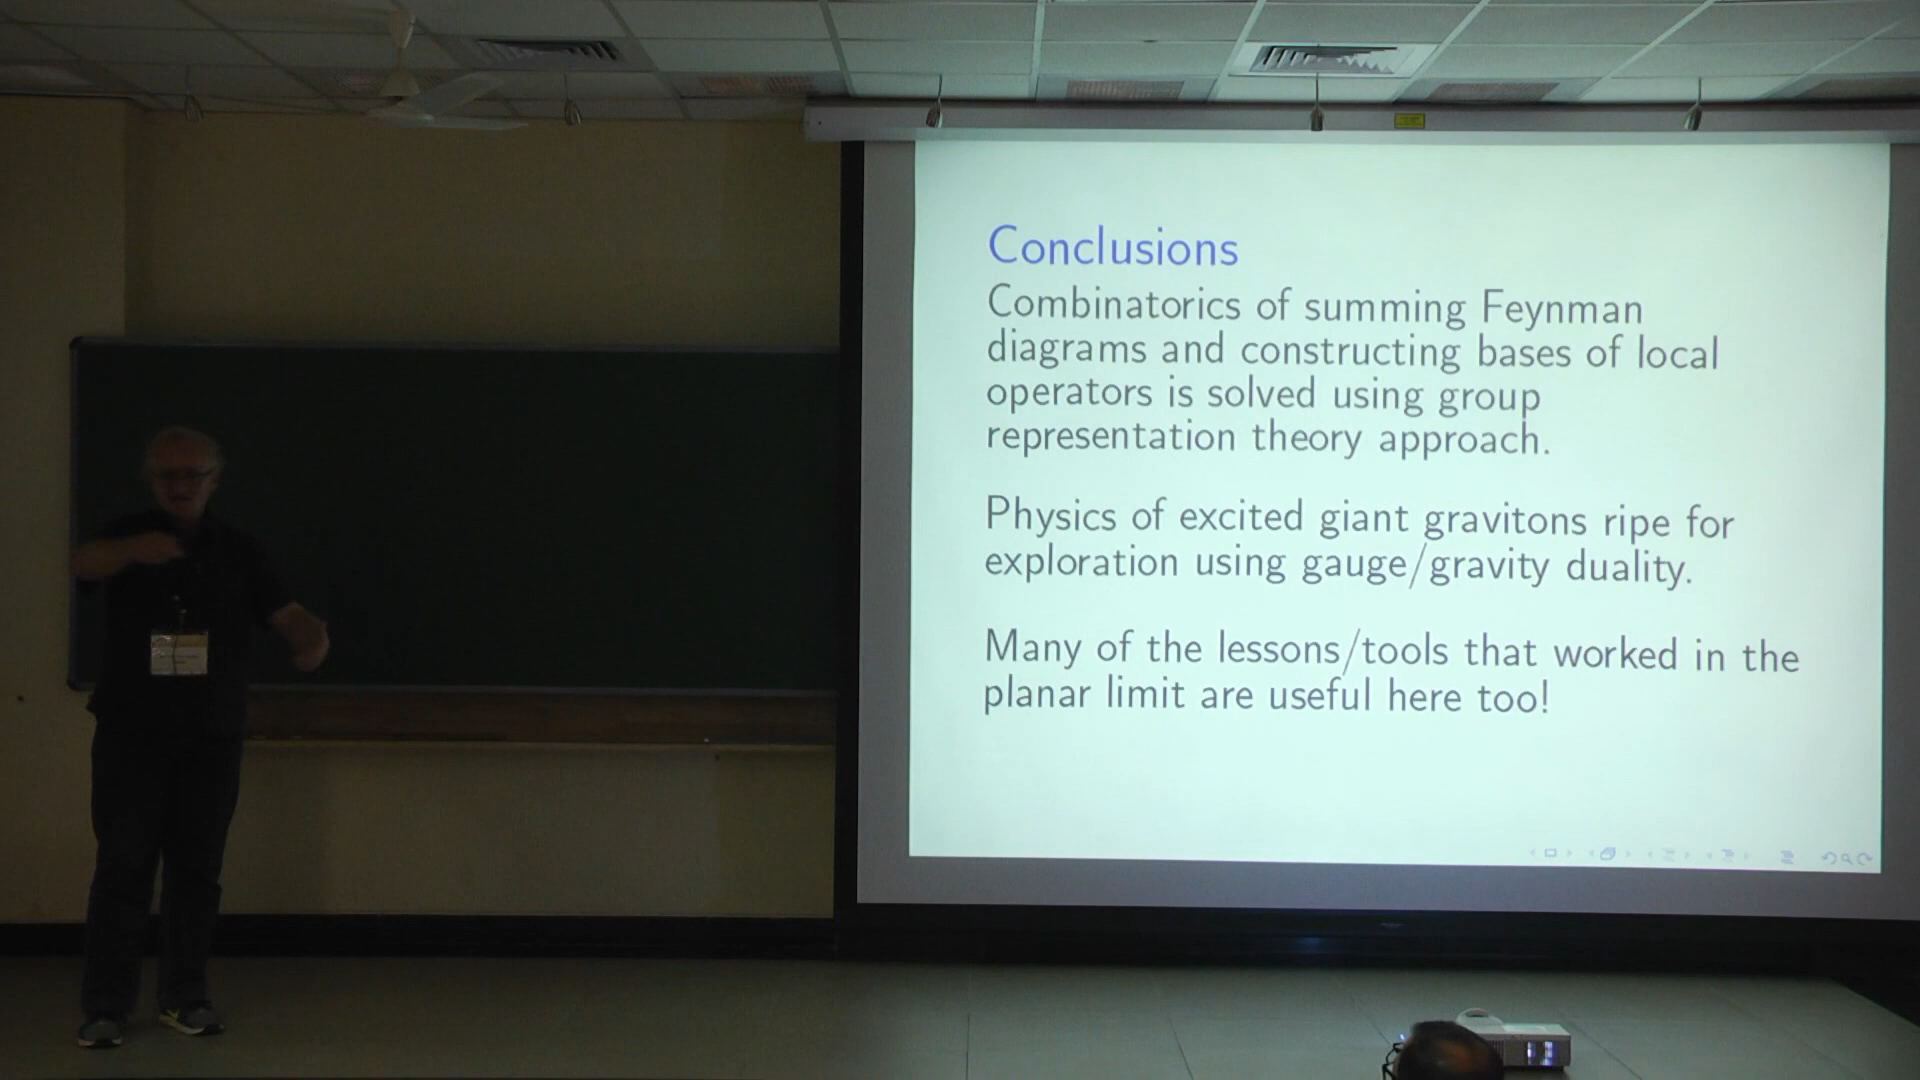 Conclusions
Combinatorics of summing Feynman
diagrams and constructing bases of local
operators is solved using group
representation theory approach.
Physics of excited giant gravitons ripe for
exploration using gauge/gravity duality.
Many of the lessons/tools that worked in the
planar limit are useful here too!